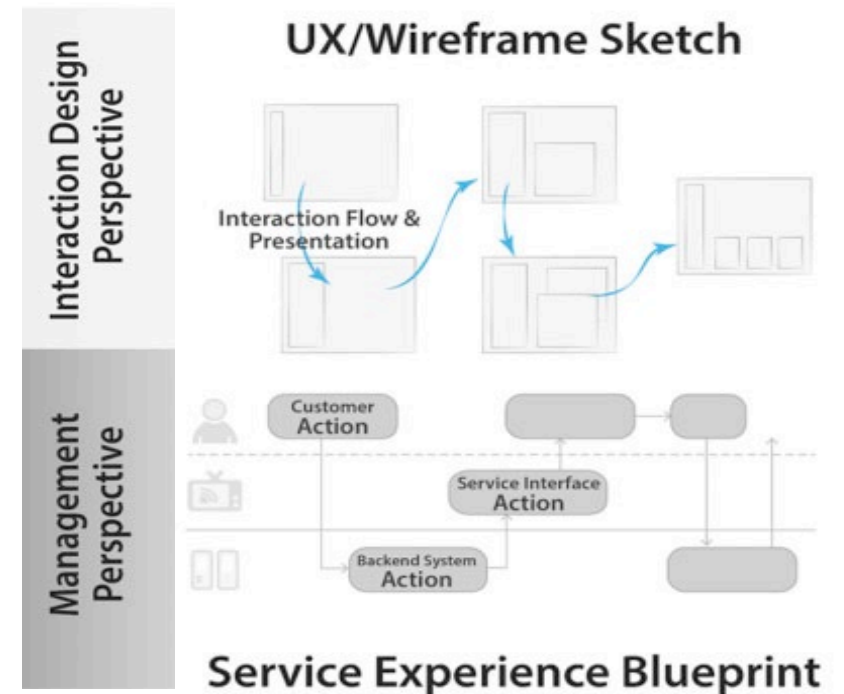 UX/Wireframe Sketch
Interaction Design
Perspective
Interaction Flow &
Presentation
Management
Perspective
Customer
Action
Service Interface
Action
Backend System
Action
Service Experience Blueprint